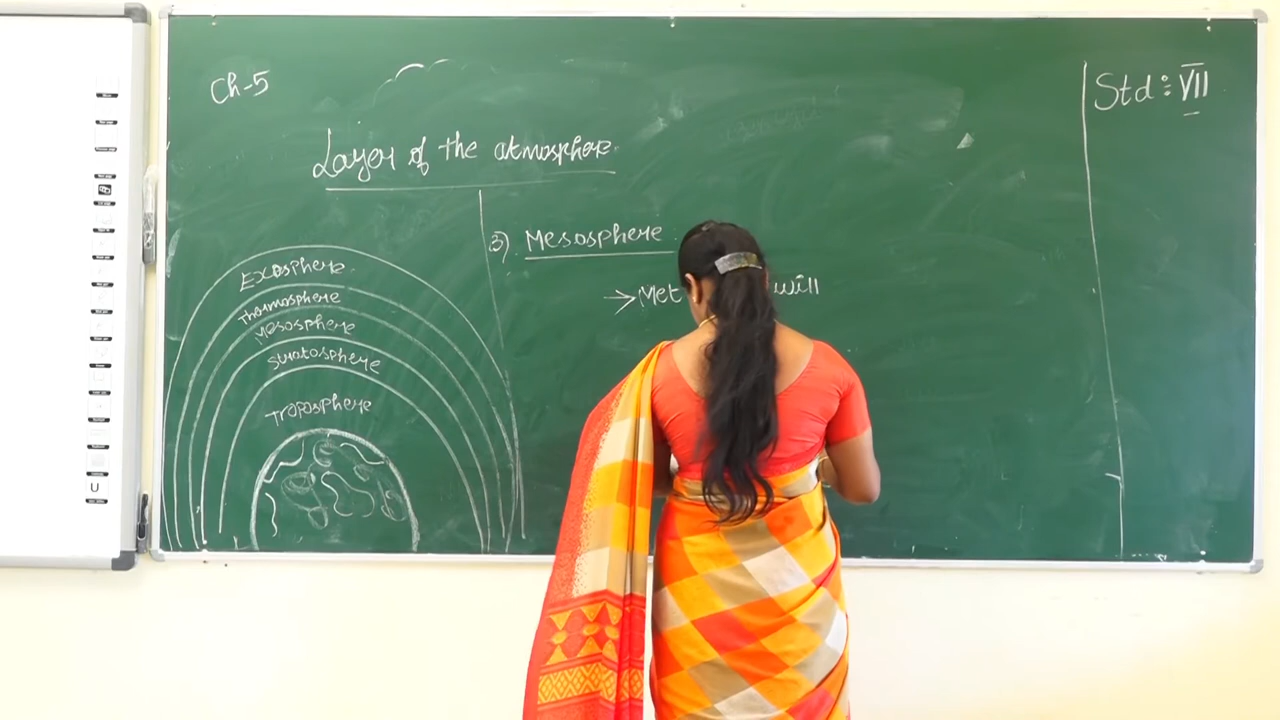 Ch-5
Std : VII
Layer of the atmosphere.
3) Mesosphere
→ Met will
Exosphere
Thermosphere
Mesosphere
Stratosphere
Troposphere
U